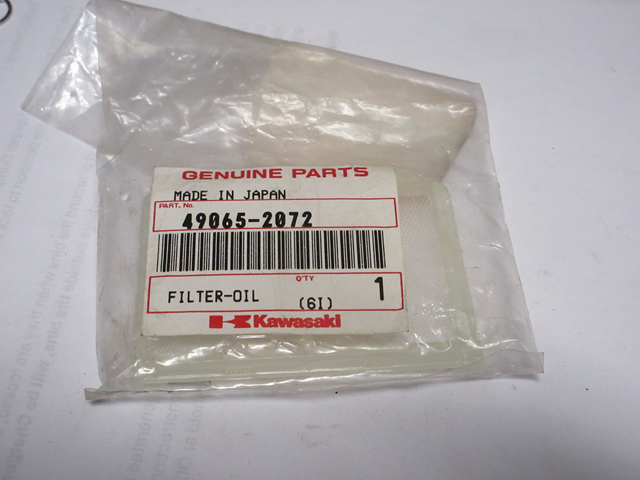 GENUINE PARTS
MADE IN JAPAN
PART. No.
49065-2072
Q'TY
FILTER-OIL (6I) 1
Kawasaki